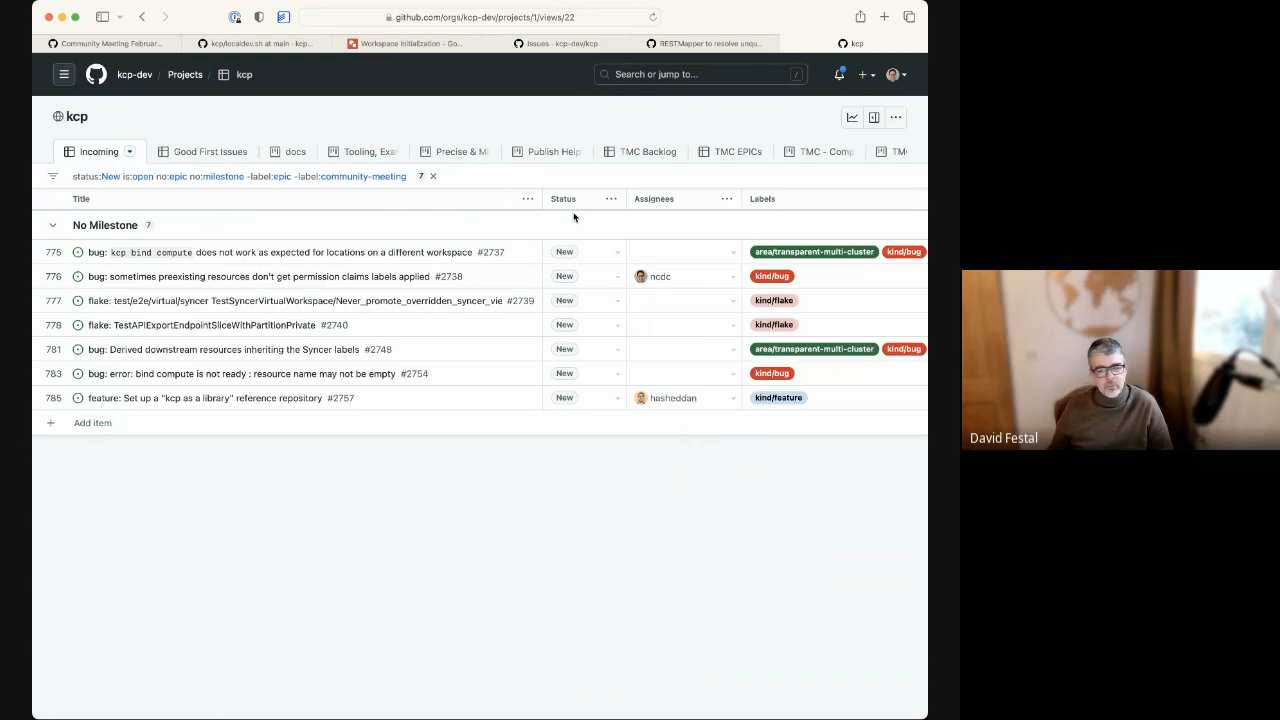 github.com/orgs/kcp-dev/projects/1/views/22
Community Meeting Februar...
kcp/localdev.sh at main · kcp...
Workspace Initialization - Go...
Issues · kcp-dev/kcp
RESTMapper to resolve unqu...
kcp
kcp-dev / Projects / kcp
Search or jump to...
/
kcp
Incoming
Good First Issues
docs
Tooling, Exa
Precise & Mi
Publish Help
TMC Backlog
TMC EPICs
TMC - Comp
TM
status:New is:open no:epic no:milestone -label:epic -label:community-meeting 7
Title Status Assignees Labels
No Milestone 7
775 bug: kcp bind compute does not work as expected for locations on a different workspace #2737 New area/transparent-multi-cluster kind/bug
776 bug: sometimes preexisting resources don't get permission claims labels applied #2738 New ncdc kind/bug
777 flake: test/e2e/virtual/syncer TestSyncerVirtualWorkspace/Never_promote_overridden_syncer_vie #2739 New kind/flake
778 flake: TestAPIExportEndpointSliceWithPartitionPrivate #2740 New kind/flake
781 bug: Derived downstream resources inheriting the Syncer labels #2748 New area/transparent-multi-cluster kind/bug
783 bug: error: bind compute is not ready : resource name may not be empty #2754 New kind/bug
785 feature: Set up a "kcp as a library" reference repository #2757 New hasheddan kind/feature
+ Add item
David Festal